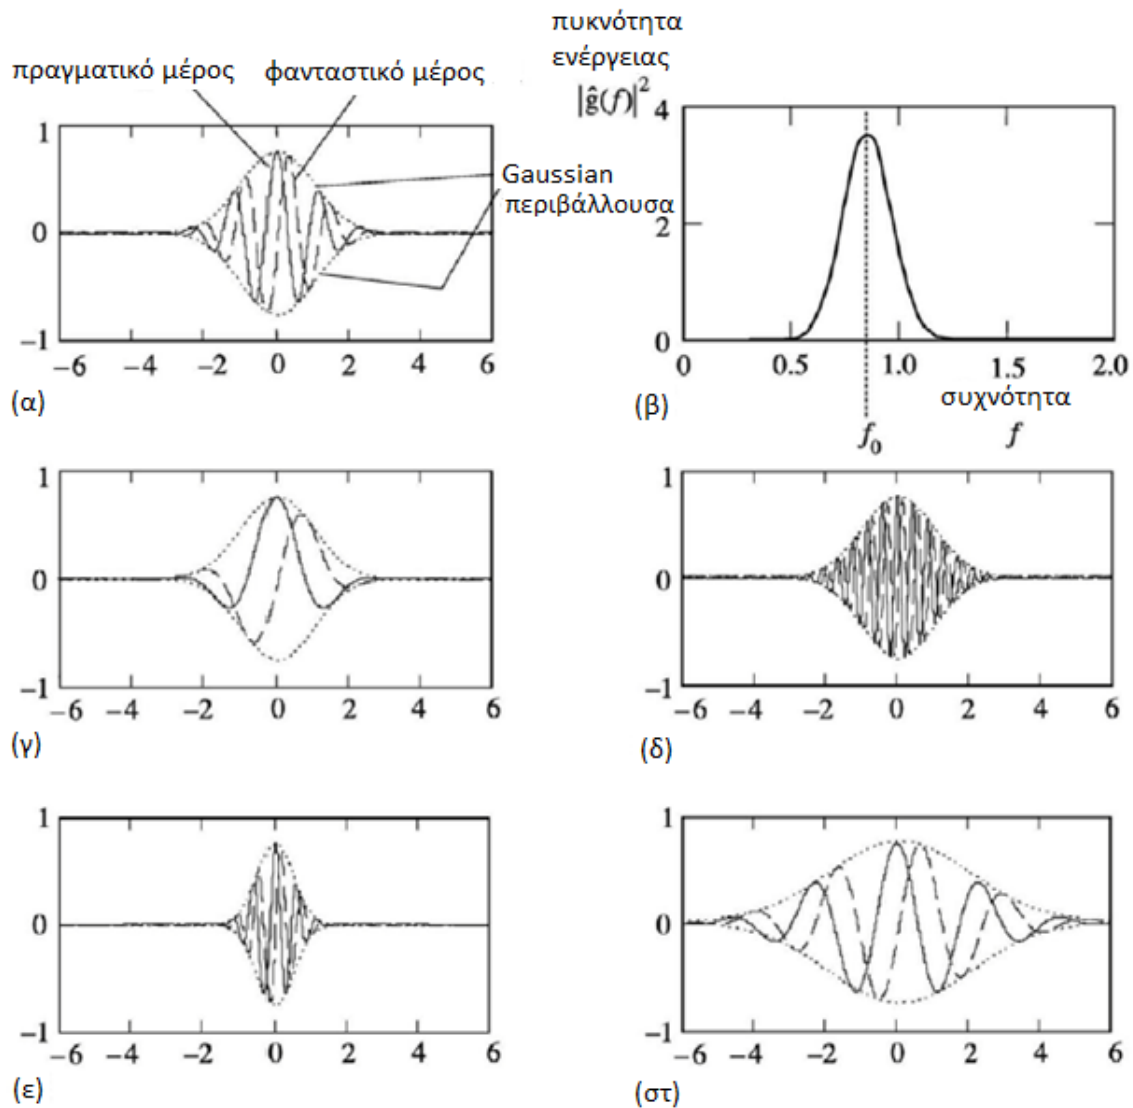 πυκνότητα
ενέργειας
|ĝ(f)|²
πραγματικό μέρος φανταστικό μέρος
Gaussian
περιβάλλουσα
1
0
−1
−6 −4 −2 0 2 4 6
(α)
4
2
0
0 0.5 1.0 1.5 2.0
συχνότητα
f
f₀
(β)
1
0
−1
−6 −4 −2 0 2 4 6
(γ)
1
0
−1
−6 −4 −2 0 2 4 6
(δ)
1
0
−1
−6 −4 −2 0 2 4 6
(ε)
1
0
−1
−6 −4 −2 0 2 4 6
(στ)